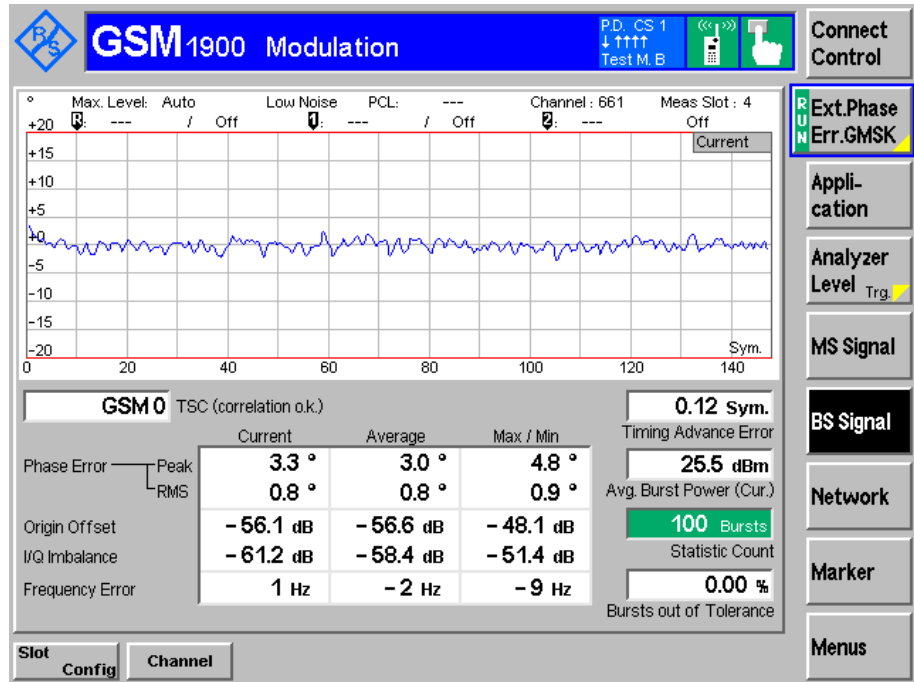 R&S
GSM 1900 Modulation
P.D. CS 1
↓ ↑↑↑↑
Test M. B
Connect
Control
° Max. Level: Auto Low Noise PCL: --- Channel : 661 Meas Slot : 4
R: --- / Off 1: --- / Off 2: --- Off
Current
+20
+15
+10
+5
+0
-5
-10
-15
-20
Sym.
0 20 40 60 80 100 120 140
RUN
Ext.Phase
Err.GMSK
Appli-
cation
Analyzer
Level Trg.
MS Signal
BS Signal
Network
Marker
Menus
GSM 0 TSC (correlation o.k.)
Current Average Max / Min
Phase Error Peak 3.3 ° 3.0 ° 4.8 °
RMS 0.8 ° 0.8 ° 0.9 °
Origin Offset -56.1 dB -56.6 dB -48.1 dB
I/Q Imbalance -61.2 dB -58.4 dB -51.4 dB
Frequency Error 1 Hz -2 Hz -9 Hz
0.12 Sym.
Timing Advance Error
25.5 dBm
Avg. Burst Power (Cur.)
100 Bursts
Statistic Count
0.00 %
Bursts out of Tolerance
Slot
Config
Channel